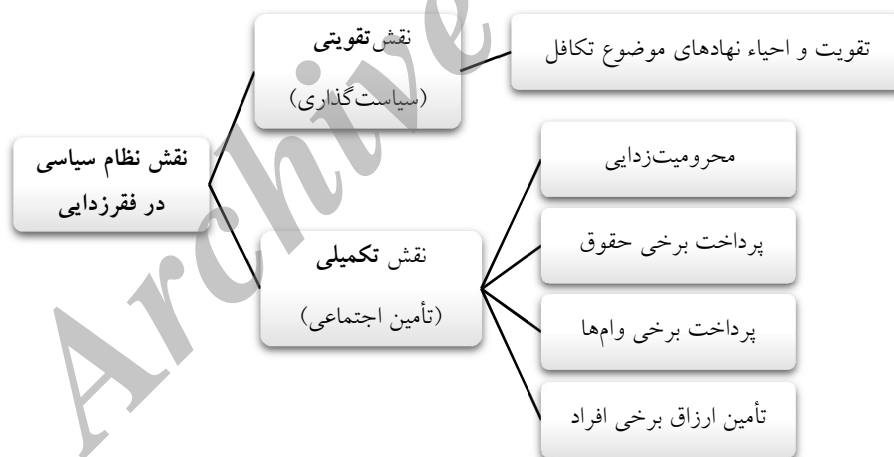 نقش نظام سیاسی
در فقرزدایی
نقش تقویتی
(سیاست‌گذاری)
تقویت و احیاء نهادهای موضوع تکافل
نقش تکمیلی
(تأمین اجتماعی)
محرومیت‌زدایی
پرداخت برخی حقوق
پرداخت برخی وام‌ها
تأمین ارزاق برخی افراد
Archive